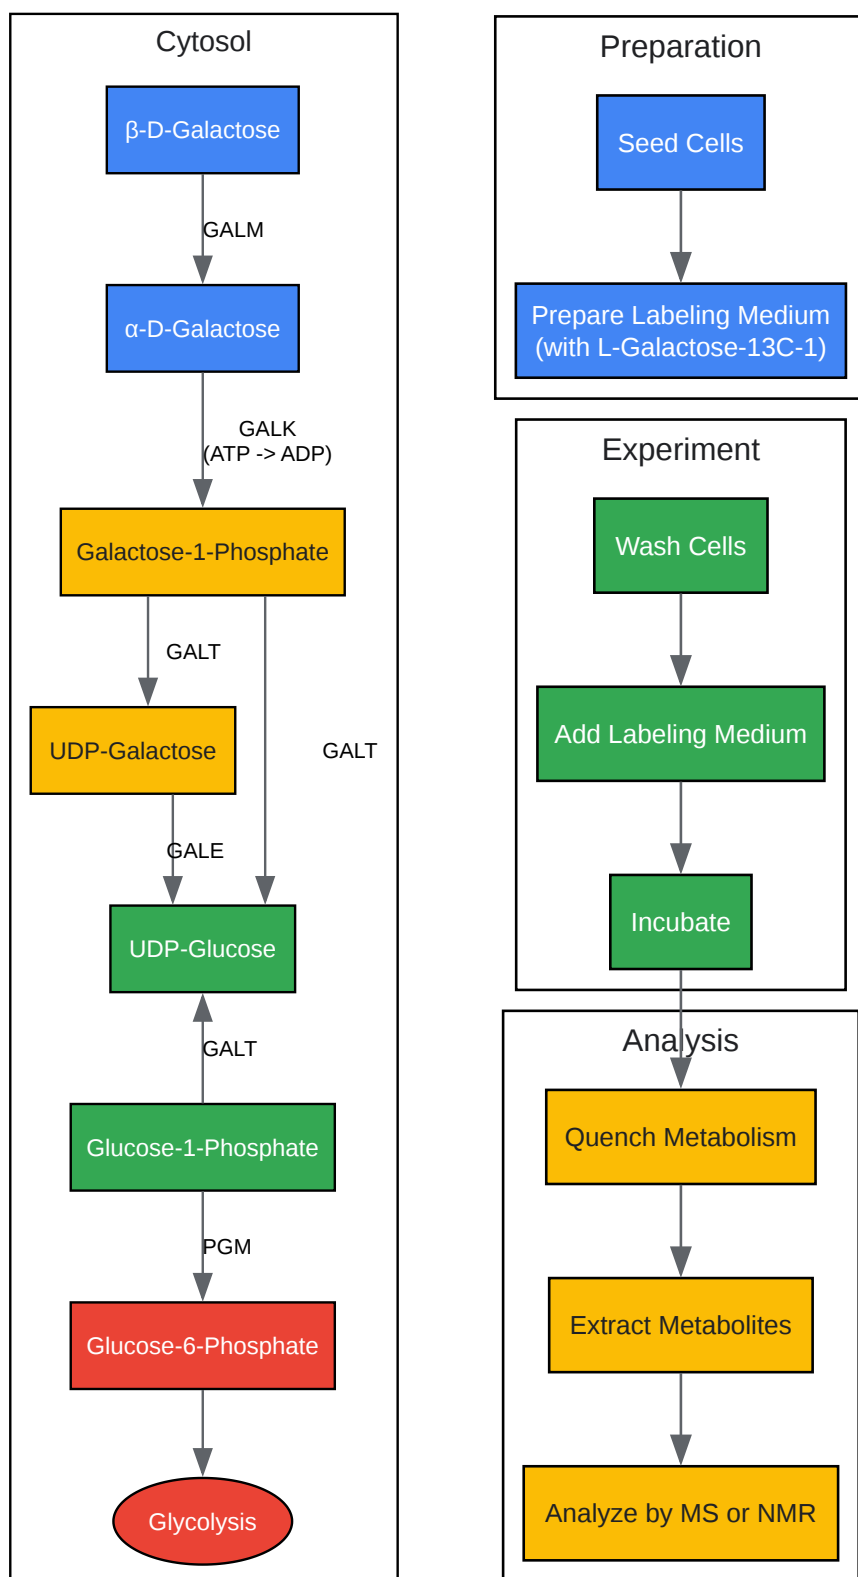 Cytosol
β-D-Galactose
GALM
α-D-Galactose
GALK
(ATP -> ADP)
Galactose-1-Phosphate
GALT
UDP-Galactose
GALT
GALE
UDP-Glucose
GALT
Glucose-1-Phosphate
PGM
Glucose-6-Phosphate
Glycolysis
Preparation
Seed Cells
Prepare Labeling Medium
(with L-Galactose-13C-1)
Experiment
Wash Cells
Add Labeling Medium
Incubate
Analysis
Quench Metabolism
Extract Metabolites
Analyze by MS or NMR